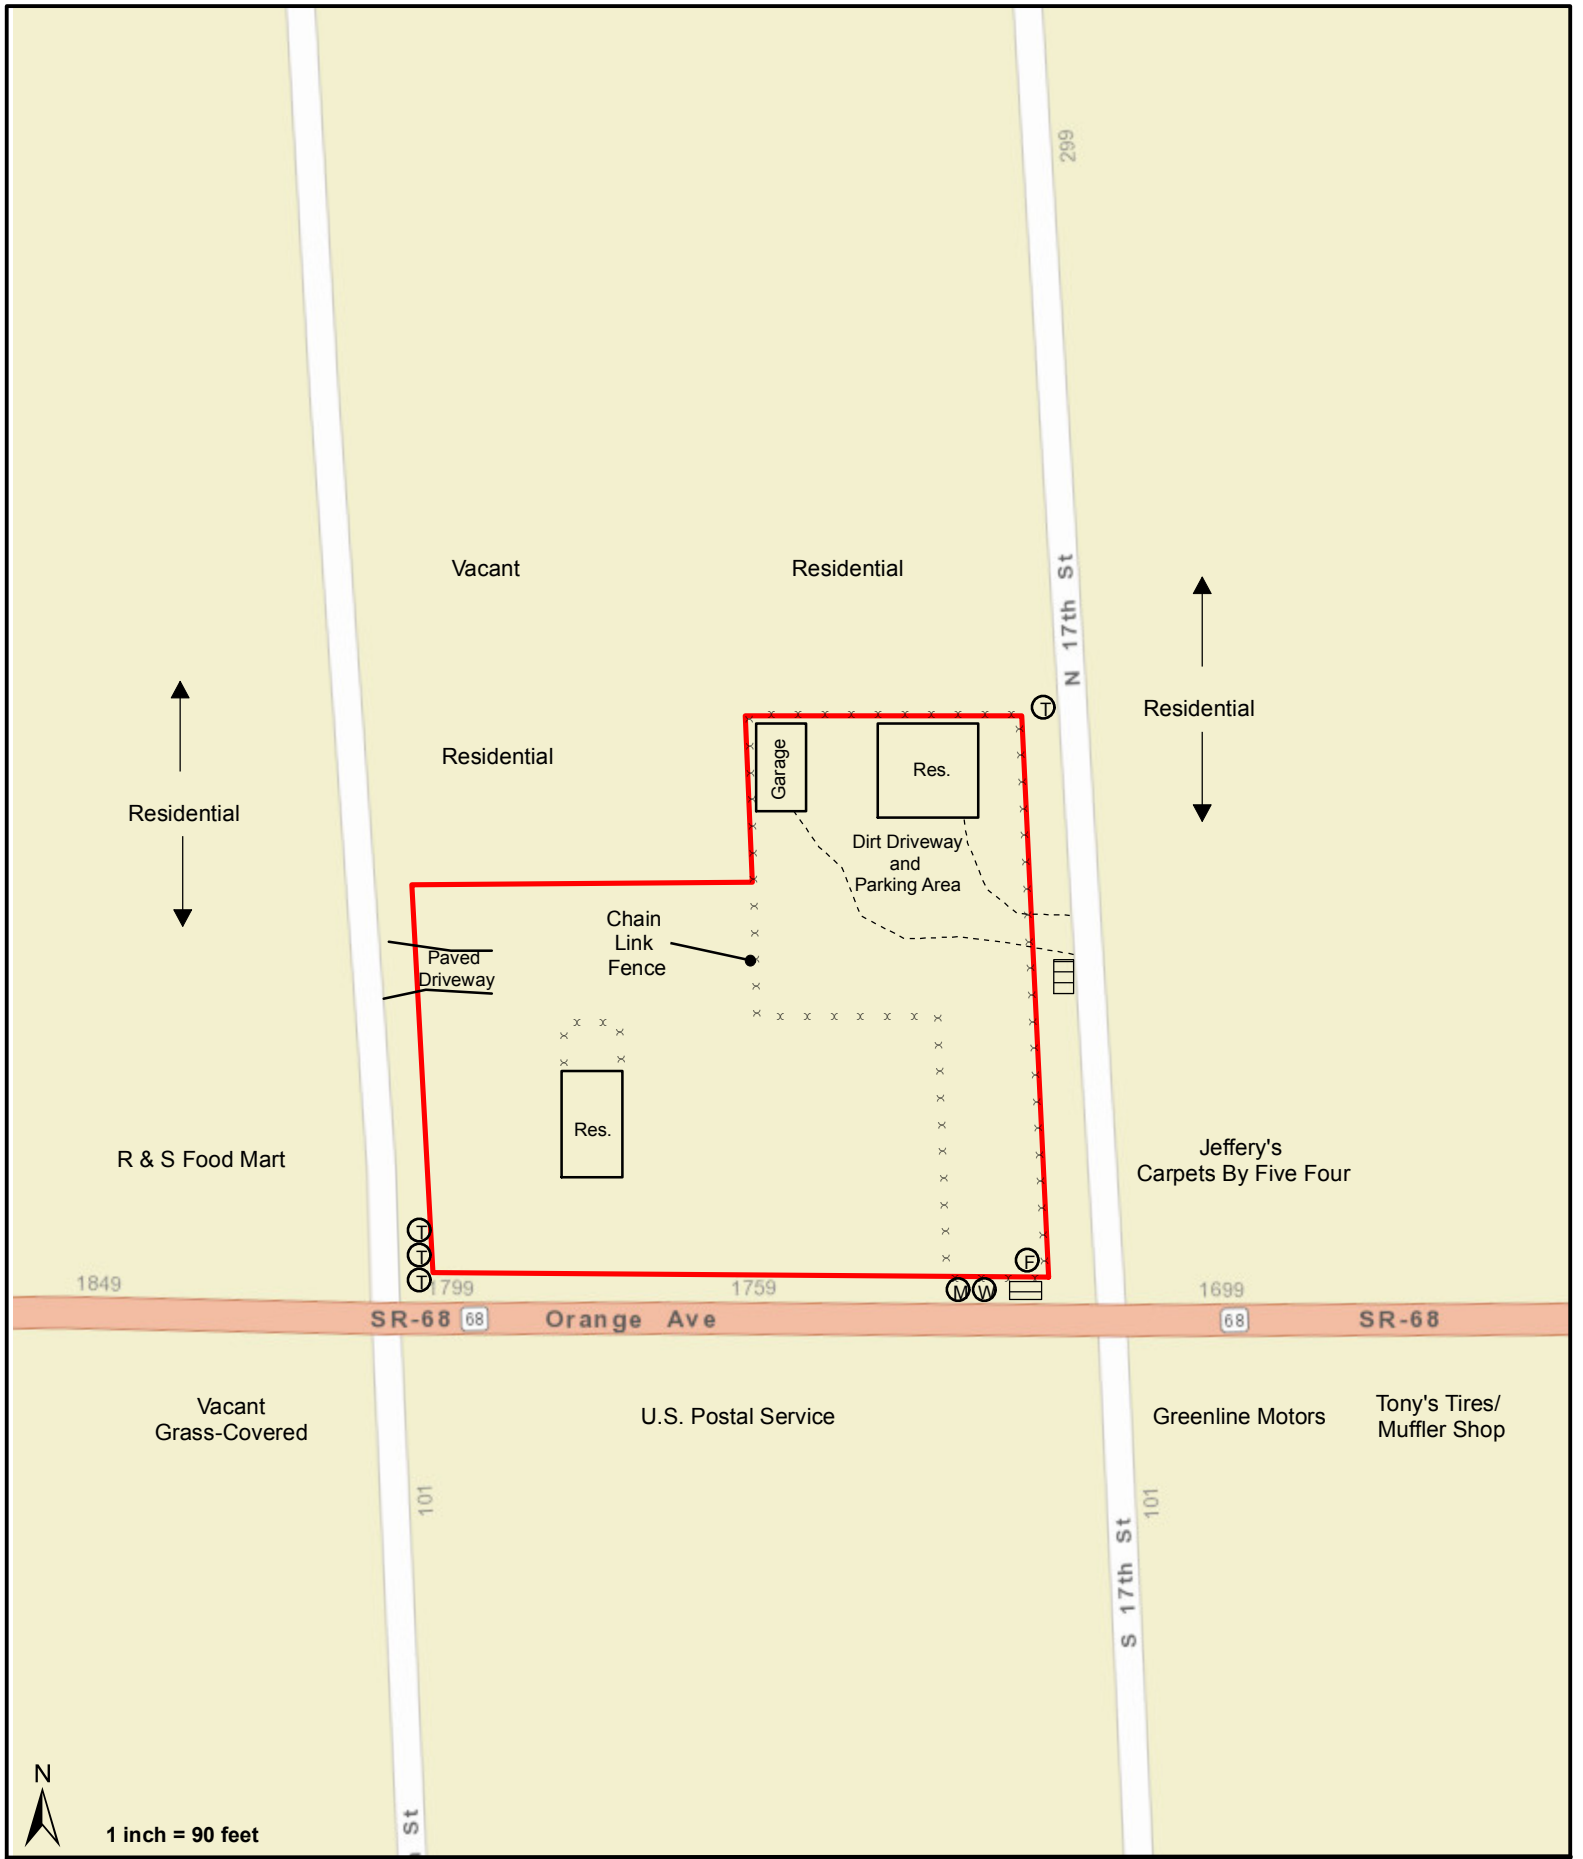 299
N 17th St
Vacant
Residential
T
Residential
Residential
Residential
Garage
Res.
Dirt Driveway
and
Parking Area
Chain
Link
Fence
Paved
Driveway
Res.
R & S Food Mart
Jeffery's
Carpets By Five Four
T
T
T
F
M
W
1849
1799
1759
1699
SR-68
68
Orange Ave
68
SR-68
Vacant
Grass-Covered
U.S. Postal Service
Greenline Motors
Tony's Tires/
Muffler Shop
101
101
S 17th St
St
N
1 inch = 90 feet